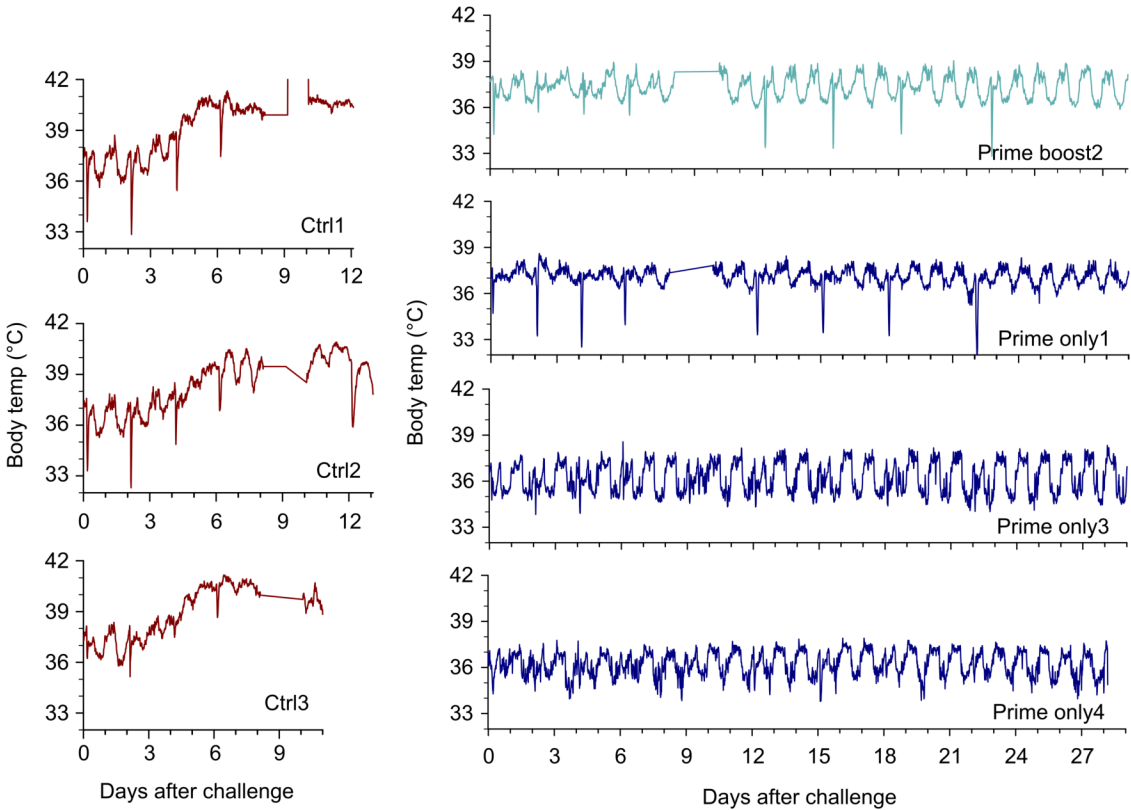 42
39
36
33
0 3 6 9 12
Ctrl1
42
39
36
33
0 3 6 9 12
Ctrl2
42
39
36
33
0 3 6 9
Ctrl3
Body temp (°C)
Days after challenge
42
39
36
33
Prime boost2
42
39
36
33
Prime only1
42
39
36
33
Prime only3
42
39
36
33
Prime only4
0 3 6 9 12 15 18 21 24 27
Body temp (°C)
Days after challenge